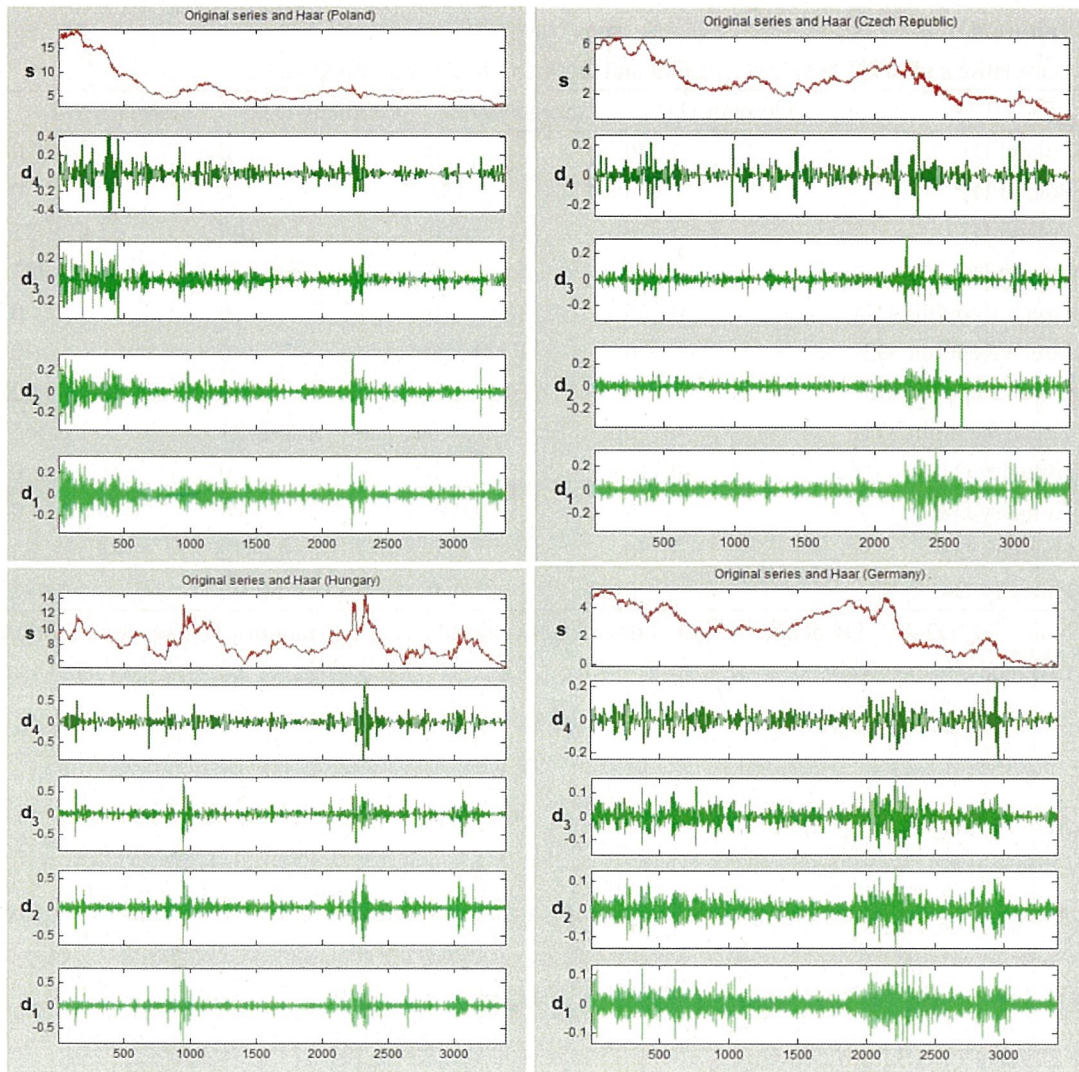 Original series and Haar (Poland)
s
15
10
5
d4
0.4
0.2
0
-0.2
-0.4
d3
0.2
0
-0.2
d2
0.2
0
-0.2
d1
0.2
0
-0.2
500 1000 1500 2000 2500 3000
Original series and Haar (Czech Republic)
s
6
4
2
d4
0.2
0
-0.2
d3
0.2
0
-0.2
d2
0.2
0
-0.2
d1
0.2
0
-0.2
500 1000 1500 2000 2500 3000
Original series and Haar (Hungary)
s
14
12
10
8
6
d4
0.5
0
-0.5
d3
0.5
0
-0.5
d2
0.5
0
-0.5
d1
0.5
0
-0.5
500 1000 1500 2000 2500 3000
Original series and Haar (Germany)
s
4
2
0
d4
0.2
0
-0.2
d3
0.1
0
-0.1
d2
0.1
0
-0.1
d1
0.1
0
-0.1
500 1000 1500 2000 2500 3000